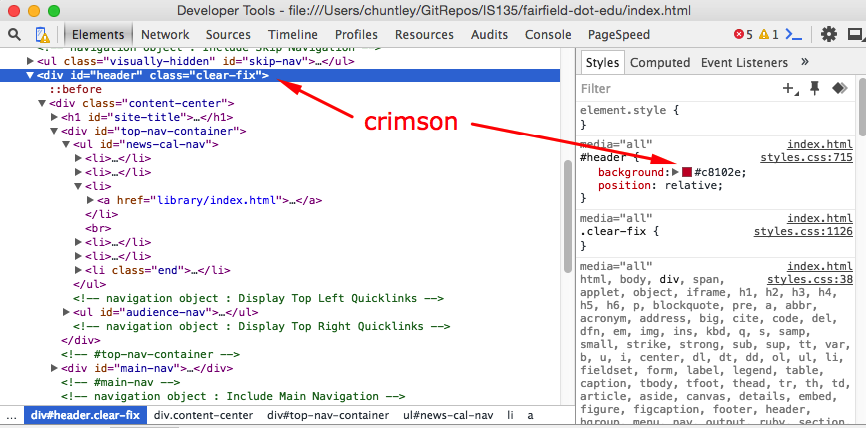 Developer Tools - file:///Users/chuntley/GitRepos/IS135/fairfield-dot-edu/index.html
Elements Network Sources Timeline Profiles Resources Audits Console PageSpeed 5 1
<!-- navigation object : Include Skip Navigation -->
▶<ul class="visually-hidden" id="skip-nav">…</ul>
▼<div id="header" class="clear-fix">
::before
▼<div class="content-center">
▶<h1 id="site-title">…</h1>
▼<div id="top-nav-container">
▼<ul id="news-cal-nav">
▶<li>…</li>
▶<li>…</li>
▼<li>
▶<a href="library/index.html">…</a>
</li>
<br>
▶<li>…</li>
▶<li>…</li>
▶<li class="end">…</li>
</ul>
<!-- navigation object : Display Top Left Quicklinks -->
▶<ul id="audience-nav">…</ul>
<!-- navigation object : Display Top Right Quicklinks -->
</div>
<!-- #top-nav-container -->
▶<div id="main-nav">…</div>
<!-- #main-nav -->
<!-- navigation object : Include Main Navigation -->
... div#header.clear-fix div.content-center div#top-nav-container ul#news-cal-nav li a
crimson
Styles Computed Event Listeners »
Filter
element.style {
}
media="all" index.html
#header { styles.css:715
background:▶#c8102e;
position: relative;
}
media="all" index.html
.clear-fix { styles.css:1126
}
media="all" index.html
html, body, div, span, styles.css:38
applet, object, iframe, h1, h2, h3, h4,
h5, h6, p, blockquote, pre, a, abbr,
acronym, address, big, cite, code, del,
dfn, em, img, ins, kbd, q, s, samp,
small, strike, strong, sub, sup, tt, var,
b, u, i, center, dl, dt, dd, ol, ul, li,
fieldset, form, label, legend, table,
caption, tbody, tfoot, thead, tr, th, td,
article, aside, canvas, details, embed,
figure, figcaption, footer, header,
hgroup, menu, nav, output, ruby, section